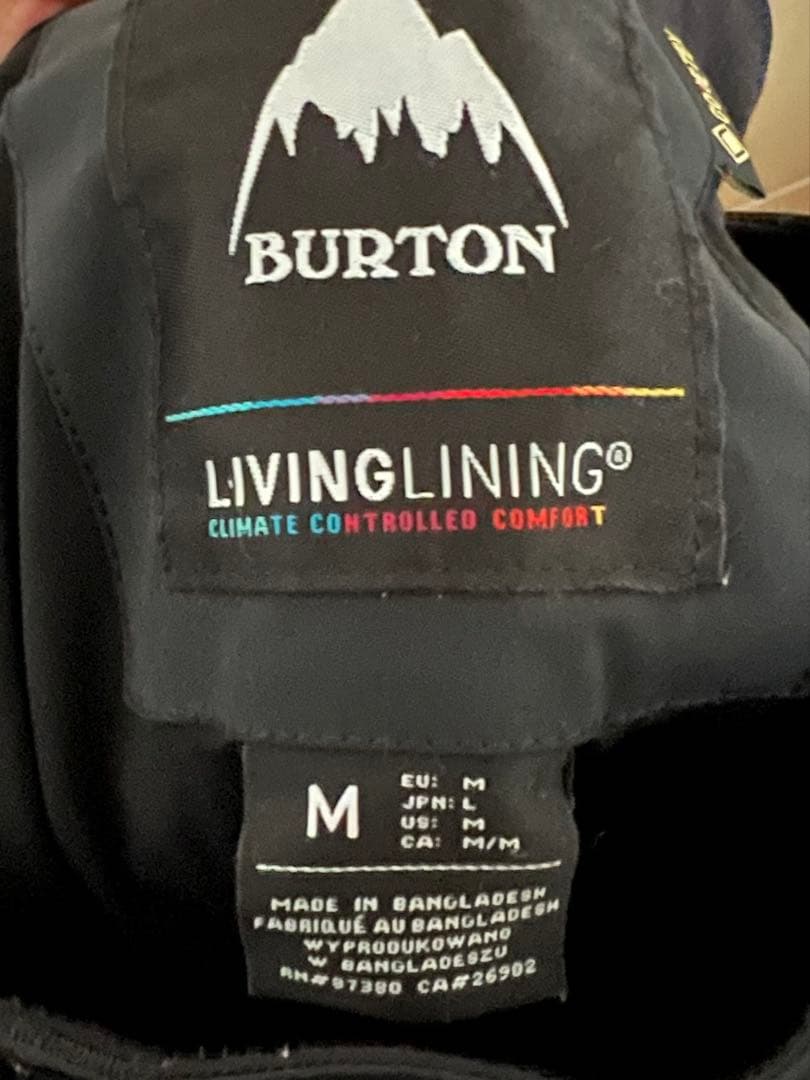 BURTON
LIVINGLINING®
CLIMATE CONTROLLED COMFORT
M
EU: M
JPN: L
US: M
CA: M/M
MADE IN BANGLADESH
FABRIQUÉ AU BANGLADESH
WYPRODUKOWANO
W BANGLADESZU
RN#87380 CA#26902